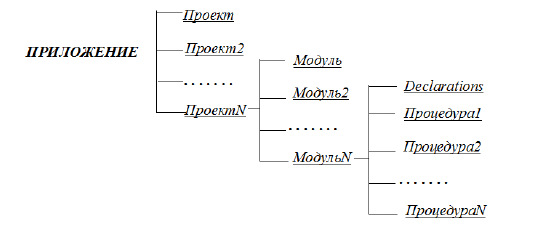 Проект
ПРИЛОЖЕНИЕ
Проект2
.......
ПроектN
Модуль
Модуль2
.......
МодульN
Declarations
Процедура1
Процедура2
.......
ПроцедураN